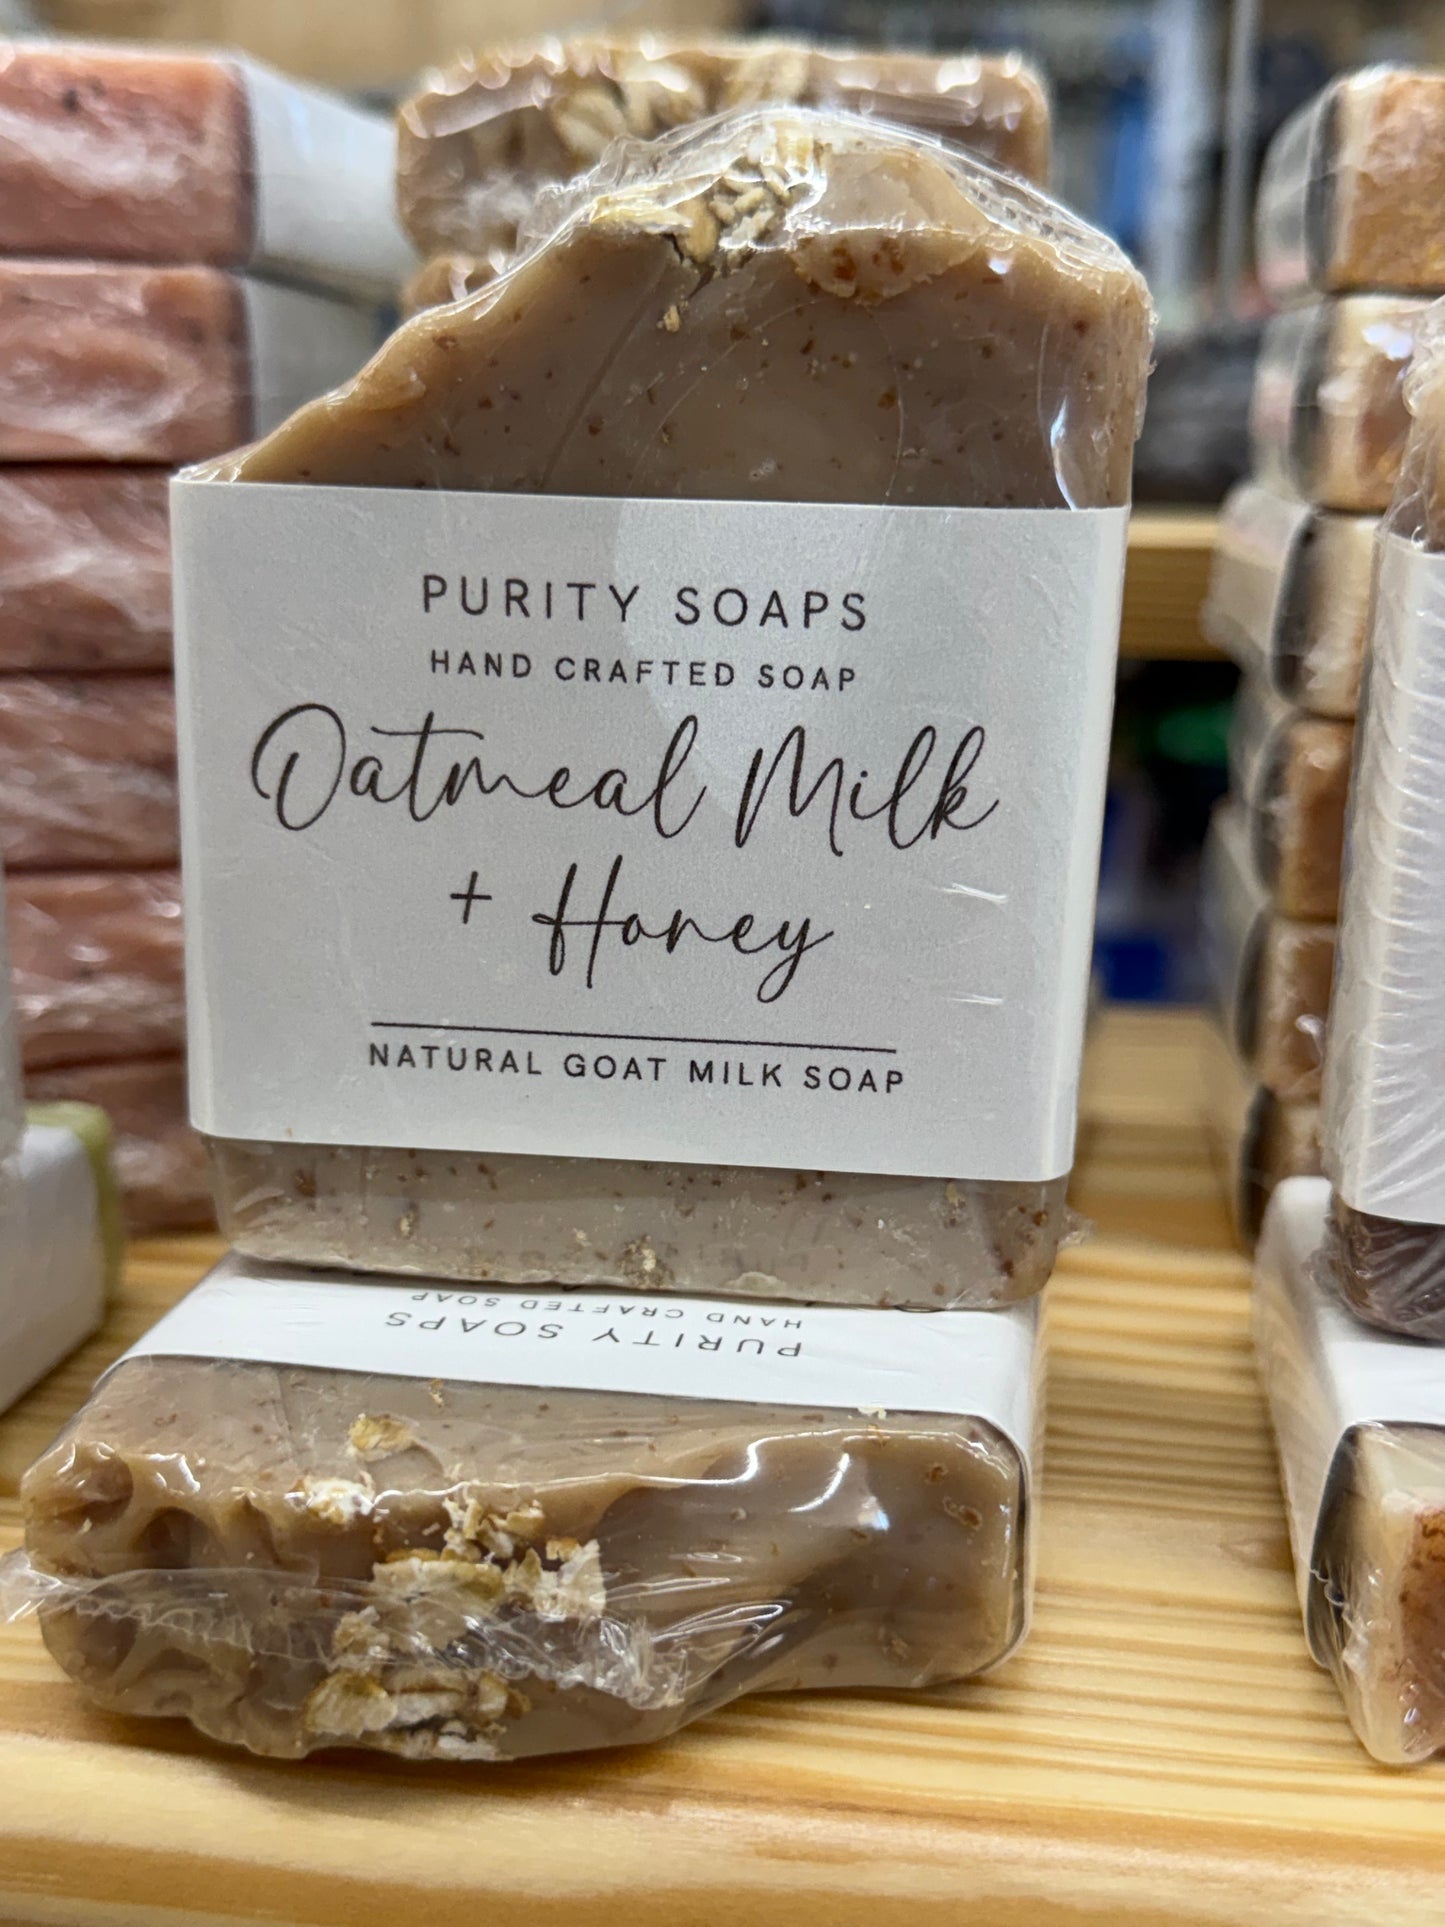 PURITY SOAPS
HAND CRAFTED SOAP
Oatmeal Milk
+ Honey
NATURAL GOAT MILK SOAP
PURITY SOAPS
HAND CRAFTED SOAP